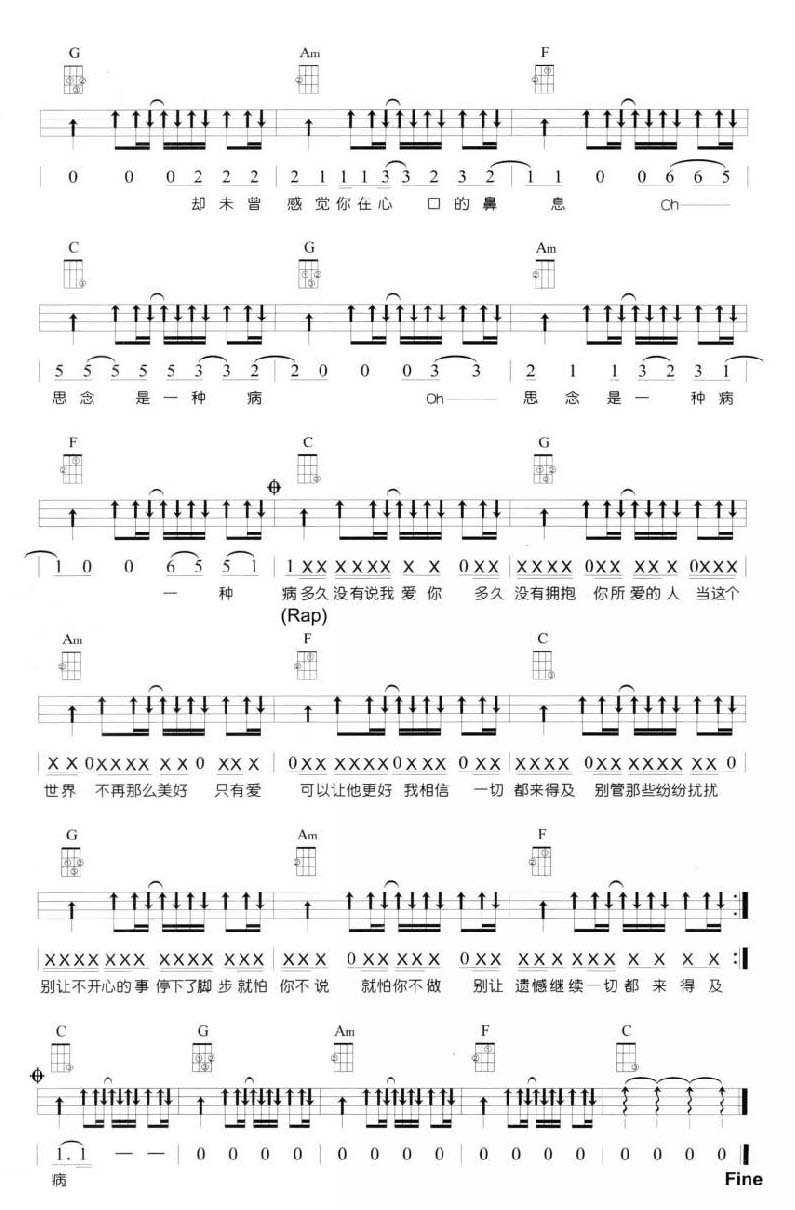 G Am F
| 0 0 0 2 2 2 | 2 1 1 1 3 3 2 3 2 | 1 1 0 0 6 6 5
却未曾 感觉你在心 口的鼻 息 Oh
C G Am
| 5 5 5 5 5 3 3 2 | 2 0 0 0 3 3 | 2 1 1 1 3 2 3 1 |
思念 是一种 病 Oh 思念是一 种病
F C G
| 1 0 0 6 5 5 1 | 1XX XXXX X X 0XX | XXXX 0XX XX X 0XXX |
一 种 病多久没有说我 爱 你 多久 没有拥抱 你所 爱的 人 当这个
(Rap)
Am F C
| X X 0XXXX XX 0 XX X | 0XX XXXX0X X XX | XXXX 0XX XXXX XX 0 |
世界 不再那么美好 只有爱 可以让他更好 我相信 一切 都来得及 别管那些纷纷扰扰
G Am F
| XXXX XXX XXXX XXX | XX X 0XX XX X 0XX | XX XXXX X X X X :|
别让不开心的事 停下了脚步就怕 你不说 就怕你不做 别让 遗憾继续一切都 来 得 及
C G Am F C
| 1. 1 — — | 0 0 0 0 | 0 0 0 0 | 0 0 0 0 | 0 0 0 0 |
病 Fine